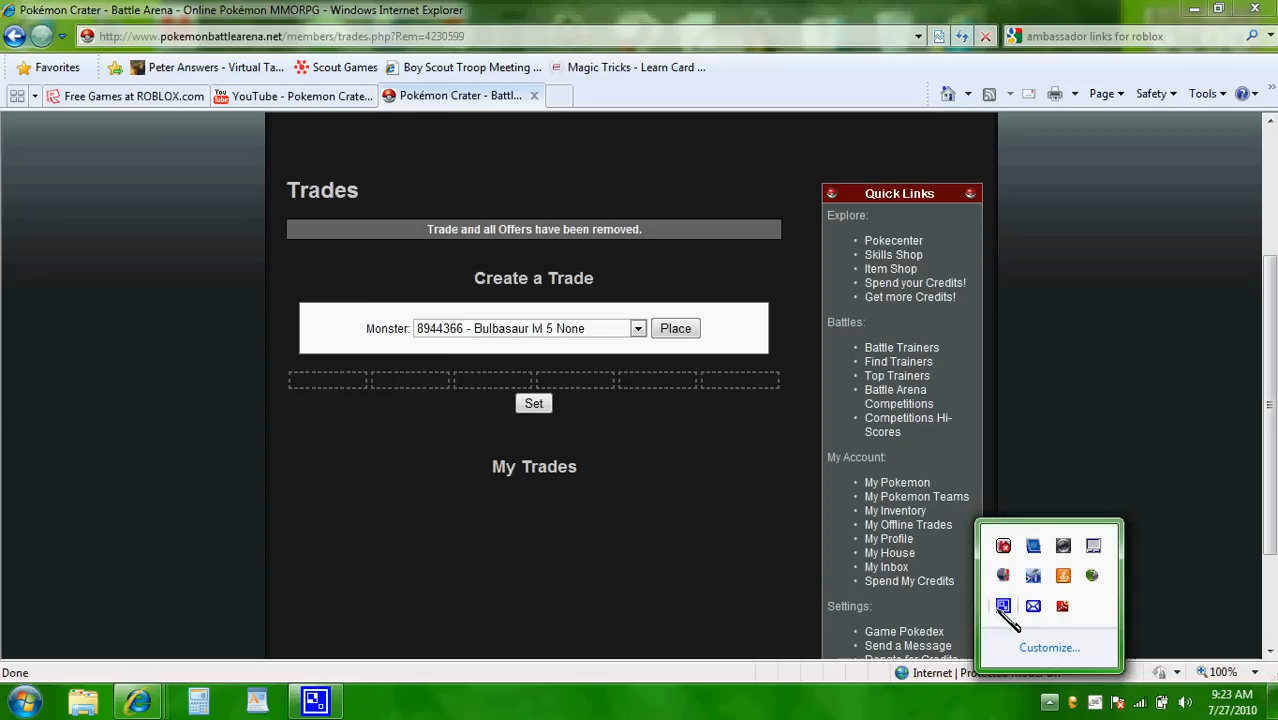 Pokémon Crater - Battle Arena - Online Pokémon MMORPG - Windows Internet Explorer
http://www.pokemonbattlearena.net/members/trades.php?Rem=4230599
ambassador links for roblox
Favorites
Peter Answers - Virtual Ta...
Scout Games
Boy Scout Troop Meeting ...
Magic Tricks - Learn Card ...
Free Games at ROBLOX.com
YouTube - Pokemon Crate...
Pokémon Crater - Battl...
Page
Safety
Tools
Trades
Trade and all Offers have been removed.
Create a Trade
Monster: 8944366 - Bulbasaur lvl 5 None
Place
Set
My Trades
Quick Links
Explore:
Pokecenter
Skills Shop
Item Shop
Spend your Credits!
Get more Credits!
Battles:
Battle Trainers
Find Trainers
Top Trainers
Battle Arena
Competitions
Competitions Hi-
Scores
My Account:
My Pokemon
My Pokemon Teams
My Inventory
My Offline Trades
My Profile
My House
My Inbox
Spend My Credits
Settings:
Game Pokedex
Send a Message
Donate for Credits
Customize...
Done
Internet | Protected Mode: On
100%
9:23 AM
7/27/2010